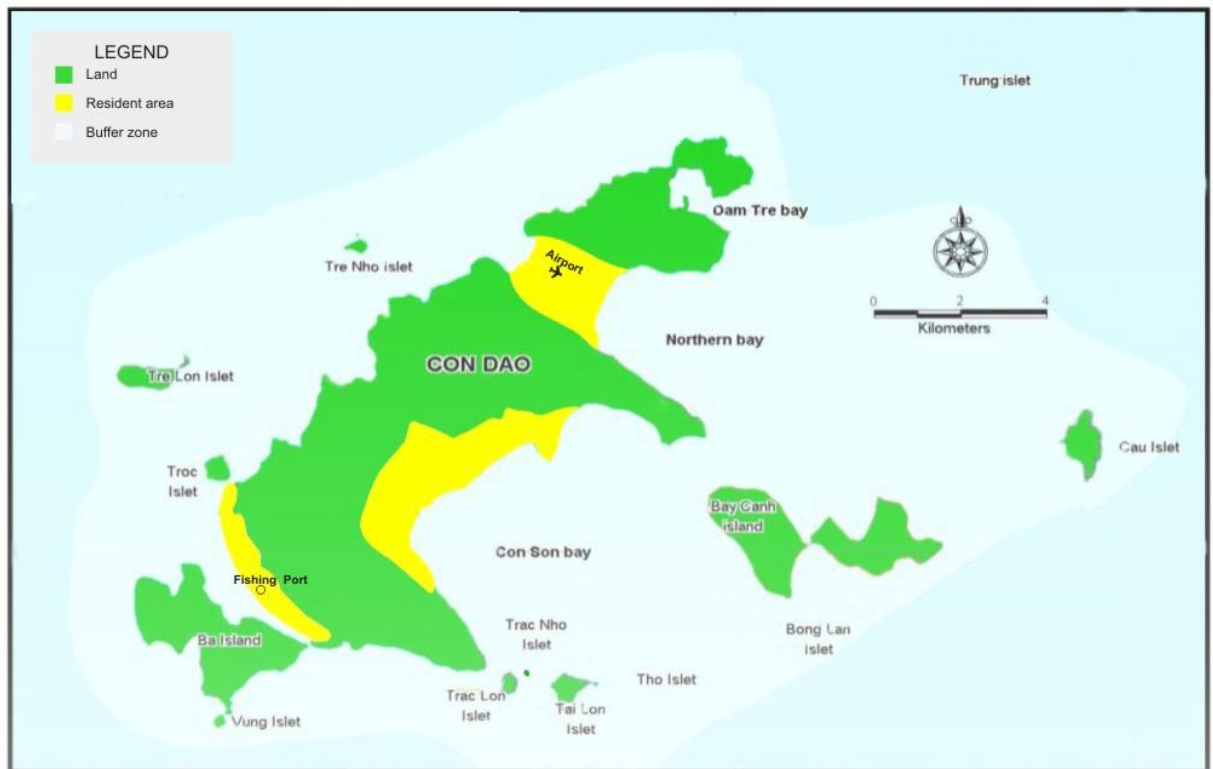 LEGEND
Land
Resident area
Buffer zone
Trung islet
Oam Tre bay
Airport
Tre Nho islet
0 2 4
Kilometers
Northern bay
CON DAO
Tre Lon Islet
Cau Islet
Troc
Islet
Bay Canh
island
Con Son bay
Fishing Port
Trac Nho
Islet
Bong Lan
islet
Ba Island
Tho Islet
Trac Lon
Islet
Tai Lon
Islet
Vung Islet